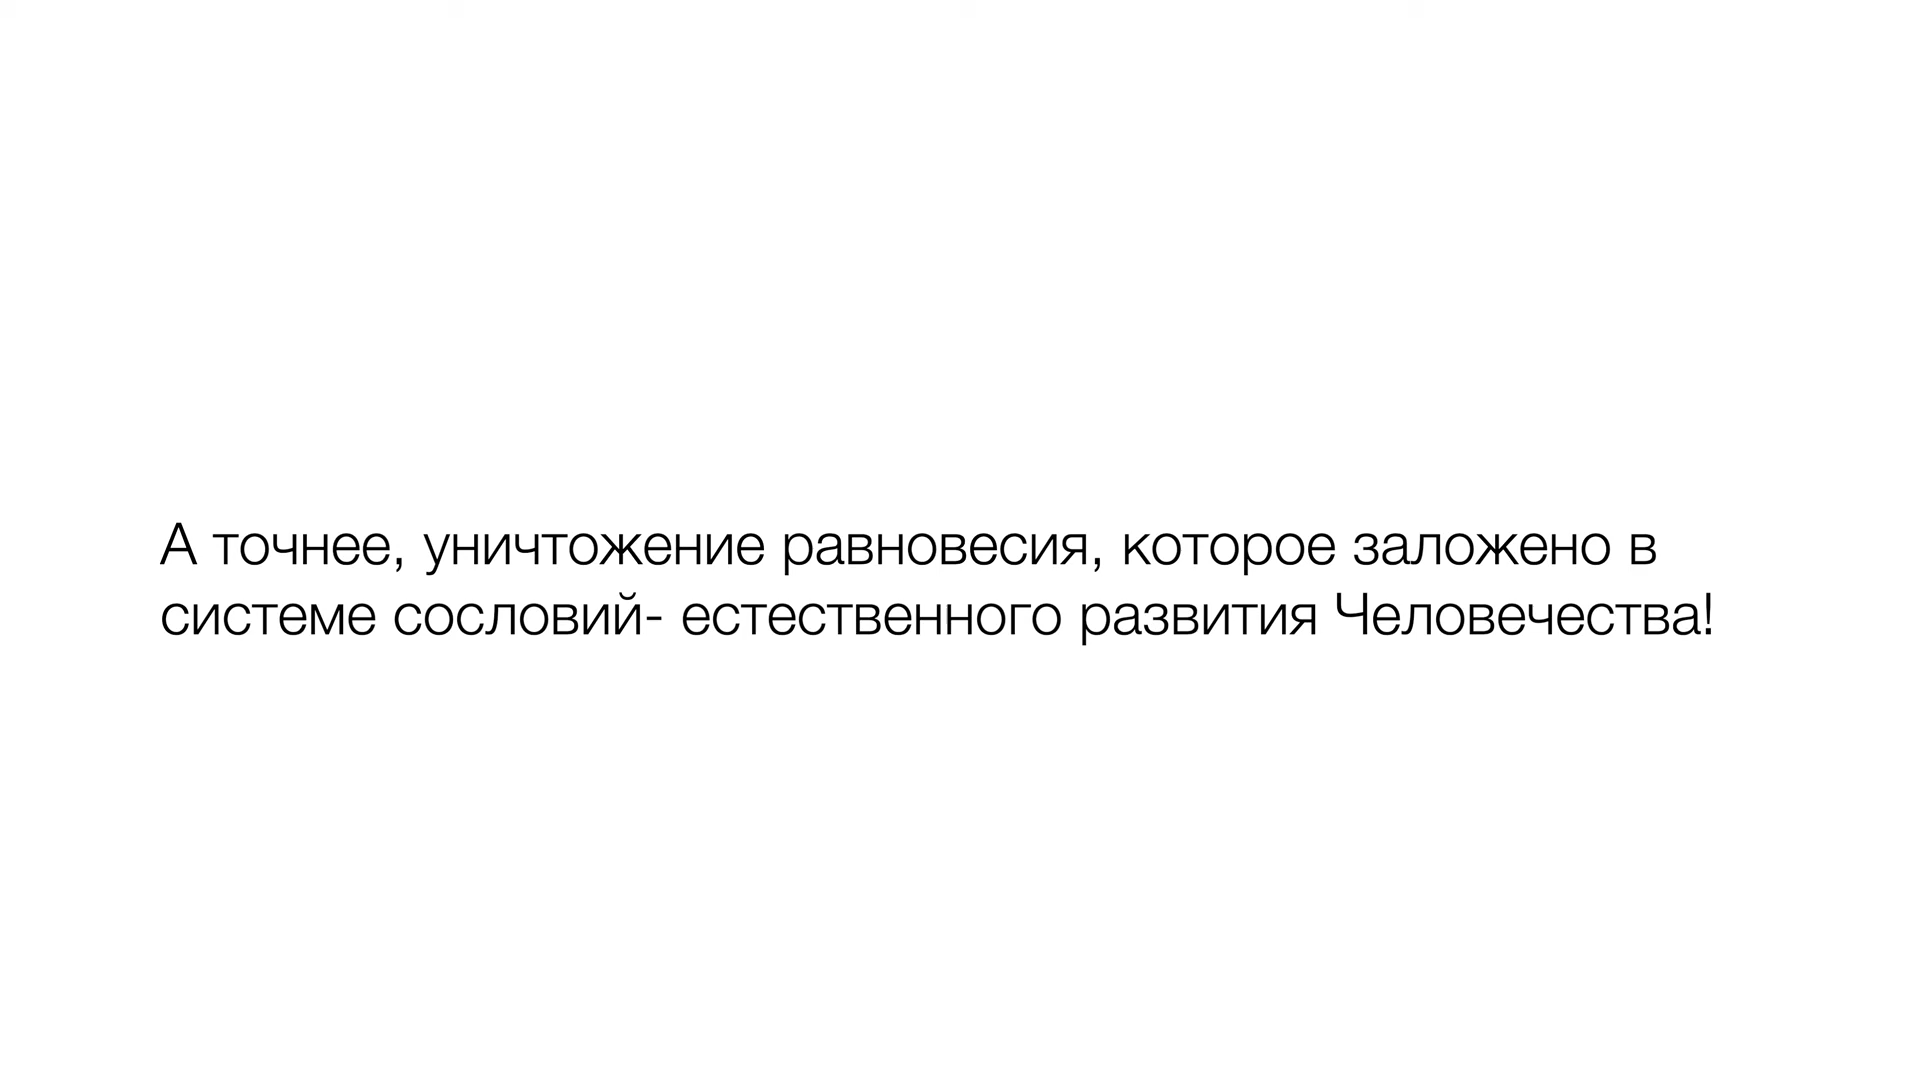 А точнее, уничтожение равновесия, которое заложено в
системе сословий- естественного развития Человечества!